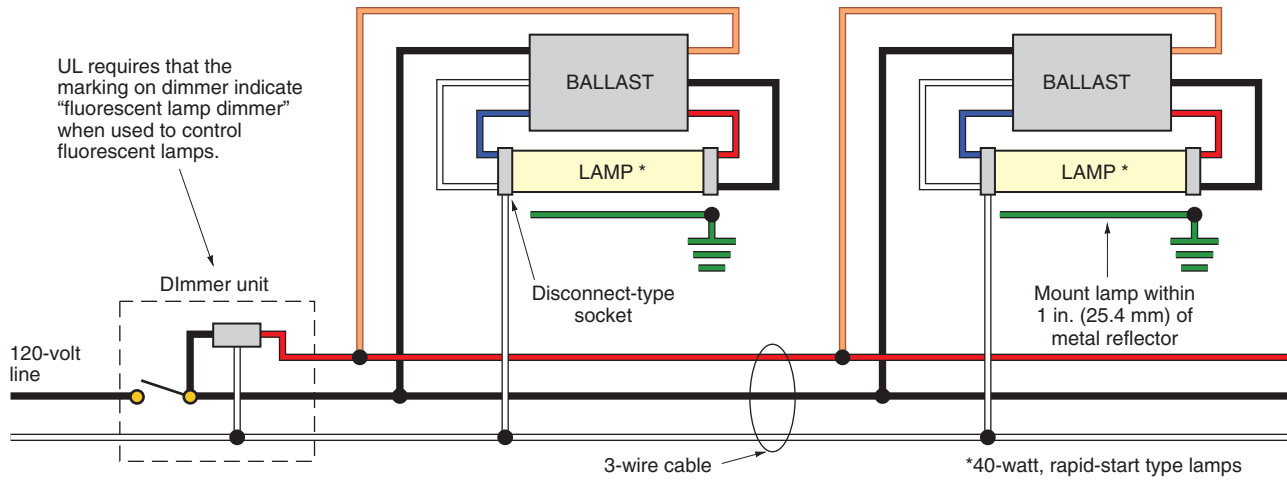 UL requires that the
marking on dimmer indicate
“fluorescent lamp dimmer”
when used to control
fluorescent lamps.
BALLAST
LAMP *
BALLAST
LAMP *
DImmer unit
Disconnect-type
socket
Mount lamp within
1 in. (25.4 mm) of
metal reflector
120-volt
line
3-wire cable
*40-watt, rapid-start type lamps